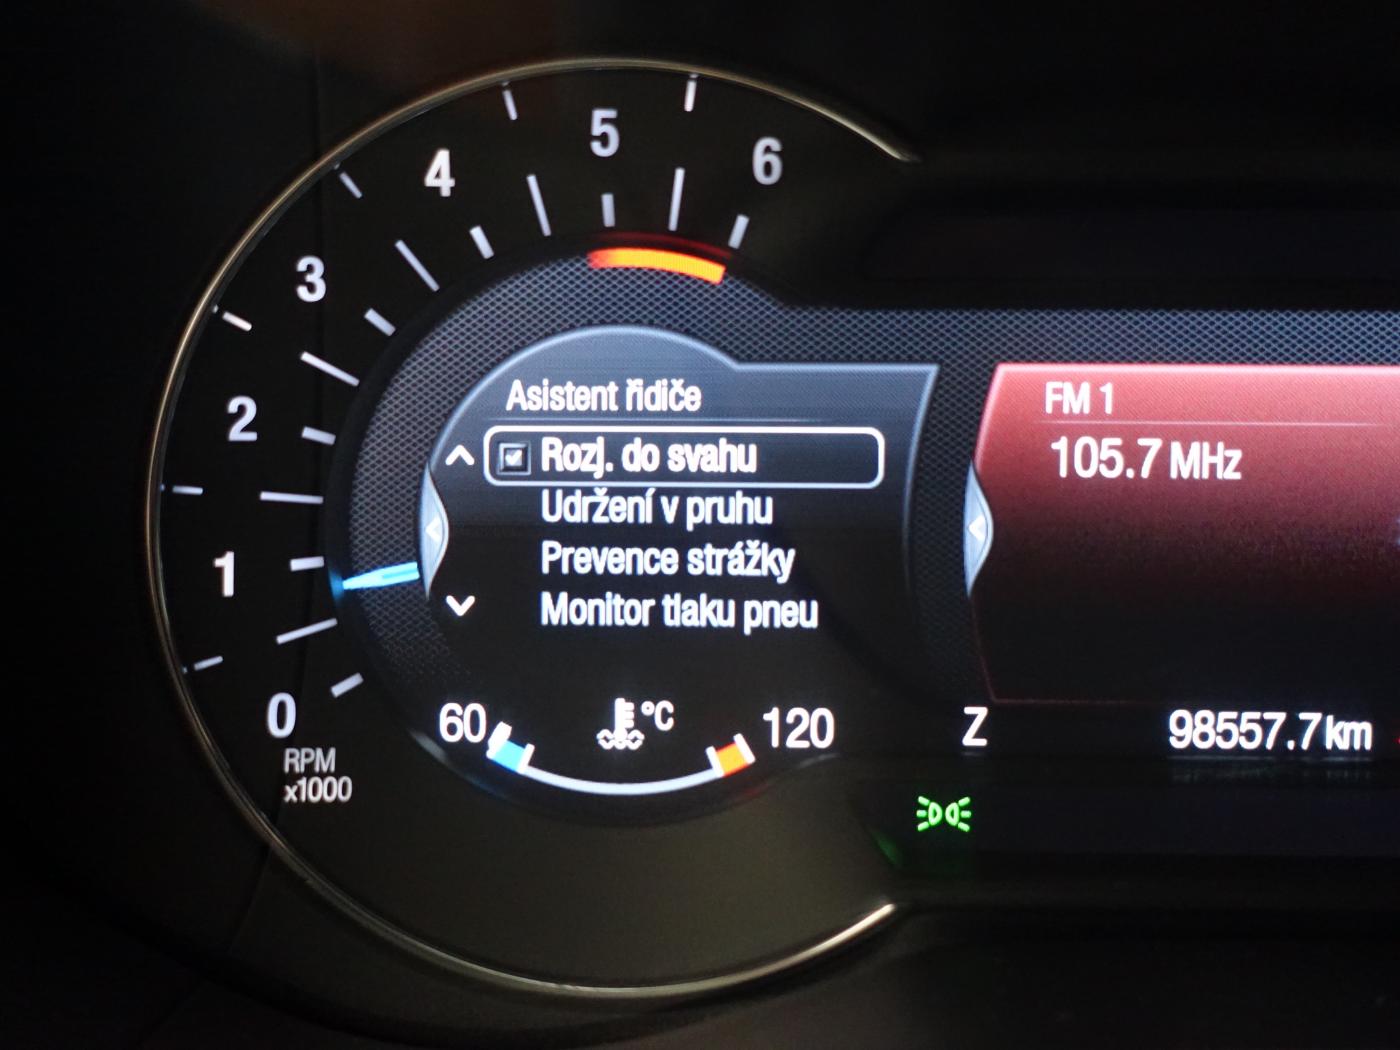 6
5
4
3
2
1
0
RPM
x1000
Asistent řidiče
Rozj. do svahu
Udržení v pruhu
Prevence strážky
Monitor tlaku pneu
60
°C
120
FM 1
105.7 MHz
Z
98557.7 km